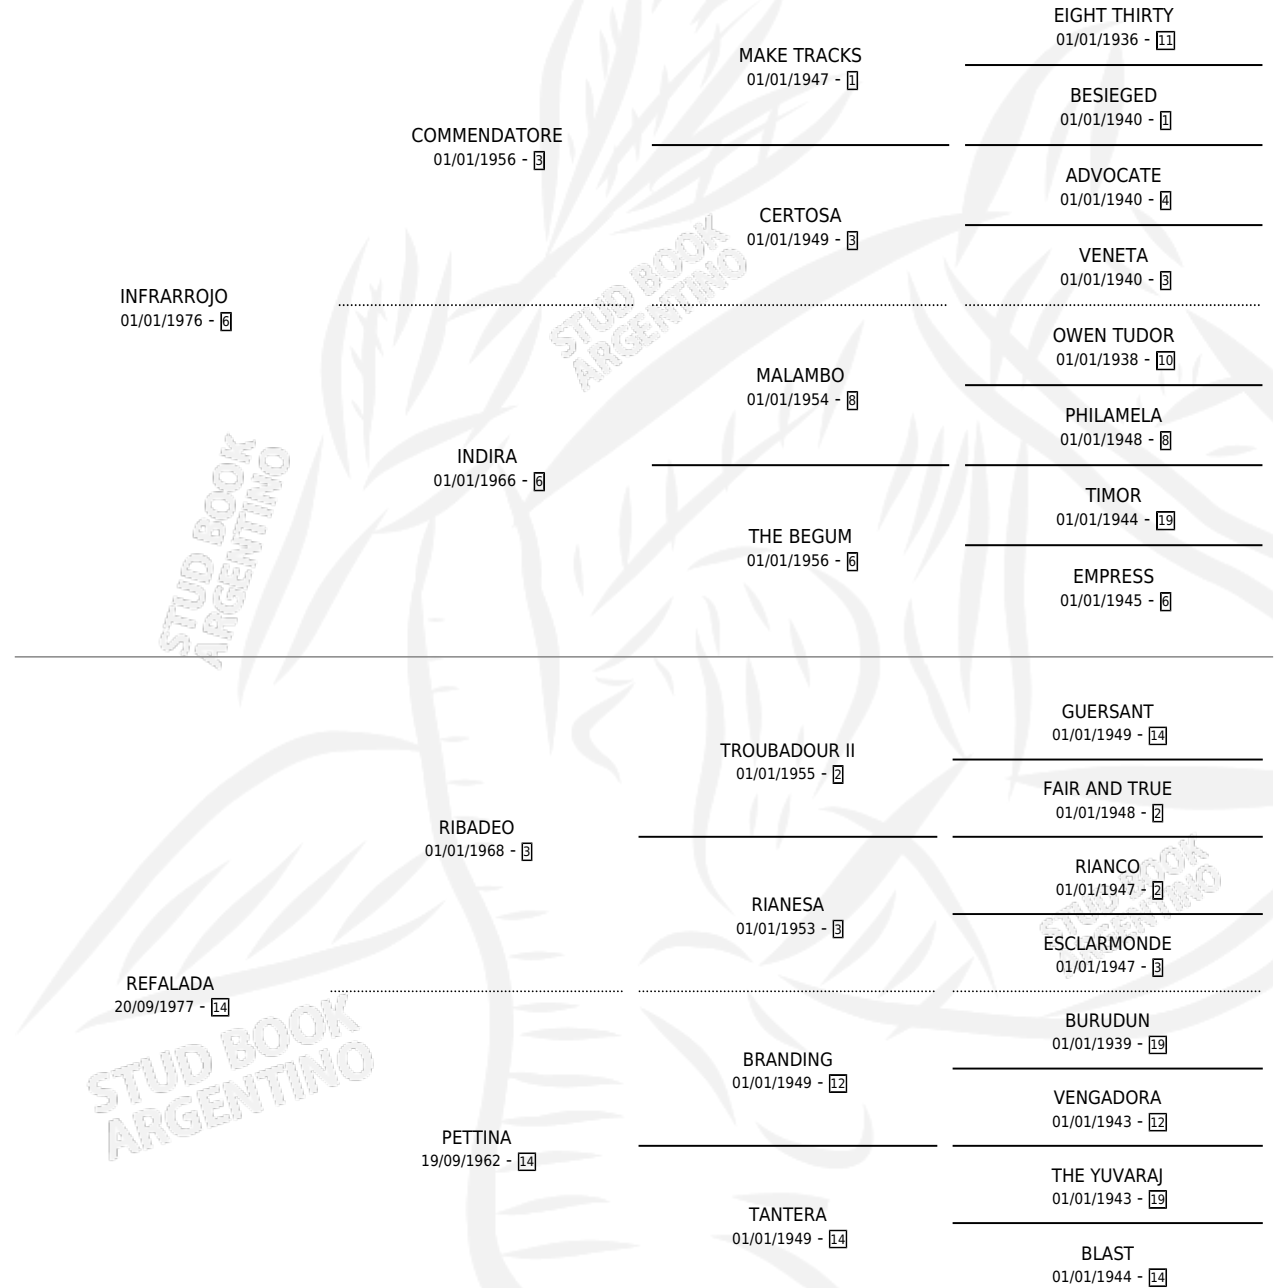 EIGHT THIRTY
01/01/1936 - 11
MAKE TRACKS
01/01/1947 - 1
BESIEGED
01/01/1940 - 1
COMMENDATORE
01/01/1956 - 3
ADVOCATE
01/01/1940 - 4
CERTOSA
01/01/1949 - 3
VENETA
01/01/1940 - 3
INFRARROJO
01/01/1976 - 6
OWEN TUDOR
01/01/1938 - 10
MALAMBO
01/01/1954 - 8
PHILAMELA
01/01/1948 - 8
INDIRA
01/01/1966 - 6
TIMOR
01/01/1944 - 19
THE BEGUM
01/01/1956 - 6
EMPRESS
01/01/1945 - 6
STUD BOOK
ARGENTINO
STUD BOOK
ARGENTINO
GUERSANT
01/01/1949 - 14
TROUBADOUR II
01/01/1955 - 2
FAIR AND TRUE
01/01/1948 - 2
RIBADEO
01/01/1968 - 3
RIANCO
01/01/1947 - 2
RIANESA
01/01/1953 - 3
ESCLARMONDE
01/01/1947 - 3
STUD BOOK
ARGENTINO
REFALADA
20/09/1977 - 14
BURUDUN
01/01/1939 - 19
BRANDING
01/01/1949 - 12
VENGADORA
01/01/1943 - 12
PETTINA
19/09/1962 - 14
THE YUVARAJ
01/01/1943 - 19
TANTERA
01/01/1949 - 14
BLAST
01/01/1944 - 14
STUD BOOK
ARGENTINO